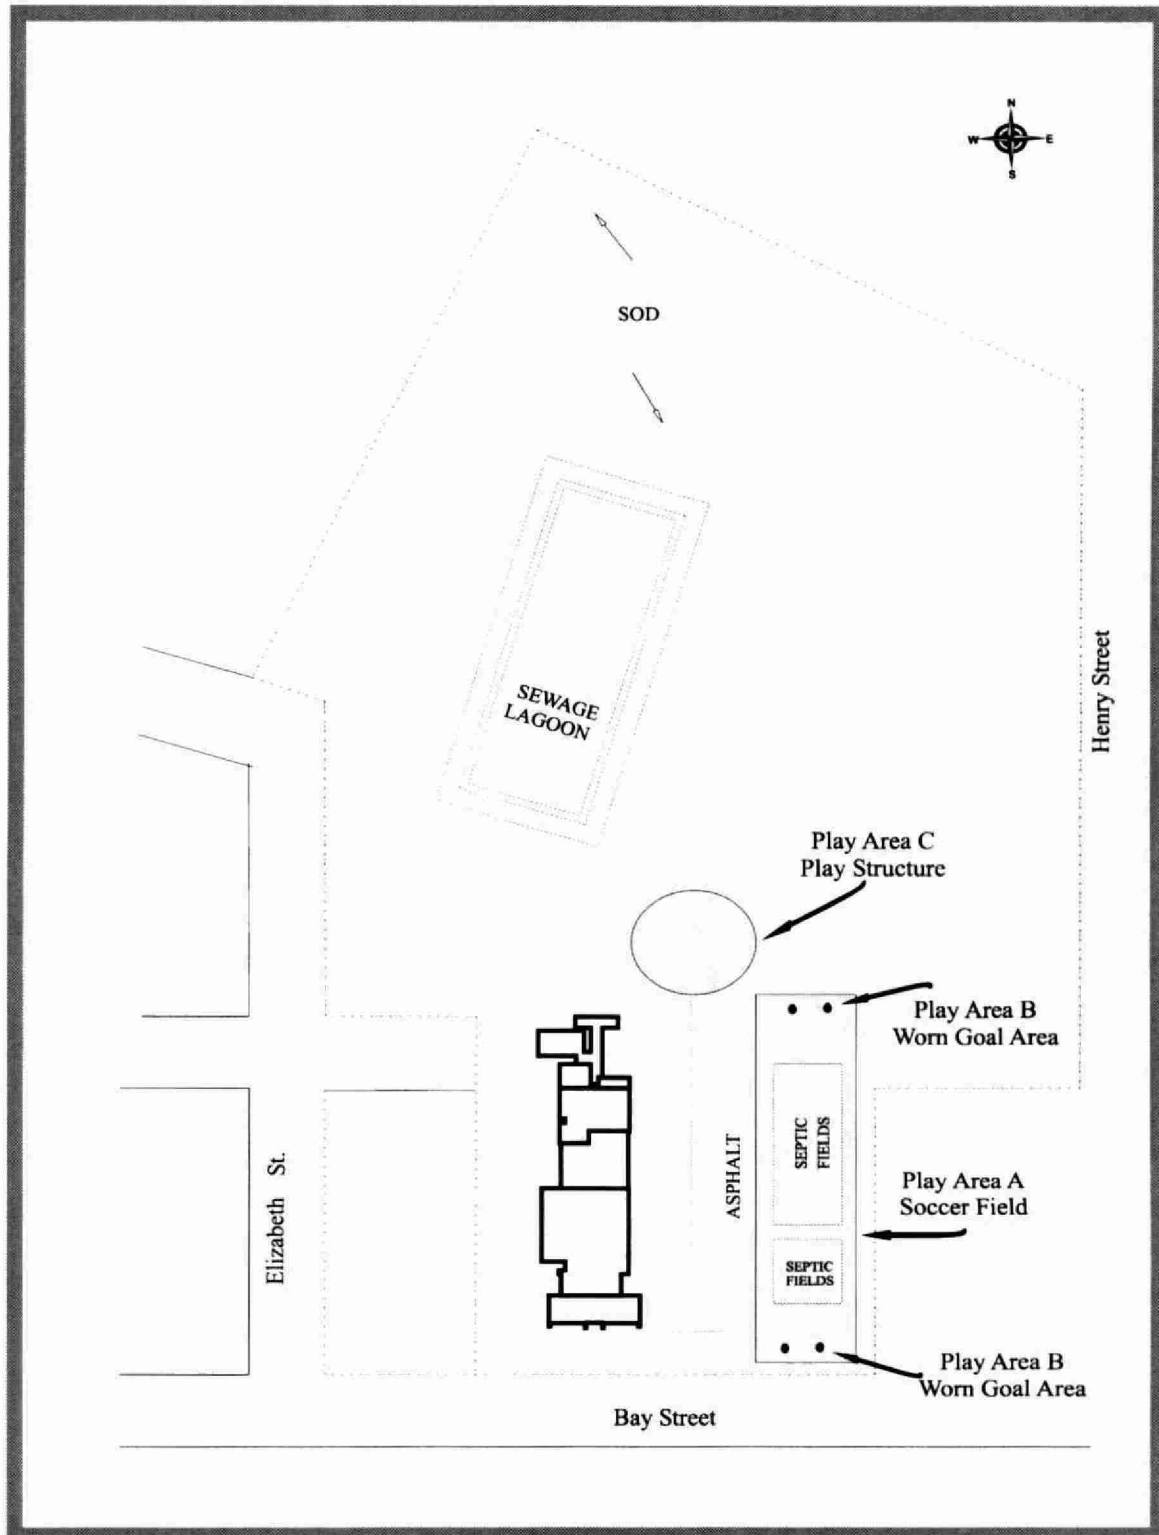 N
W E
S
SOD
SEWAGE
LAGOON
Henry Street
Play Area C
Play Structure
Play Area B
Worn Goal Area
SEPTIC
FIELDS
ASPHALT
Elizabeth St.
Play Area A
Soccer Field
SEPTIC
FIELDS
Play Area B
Worn Goal Area
Bay Street